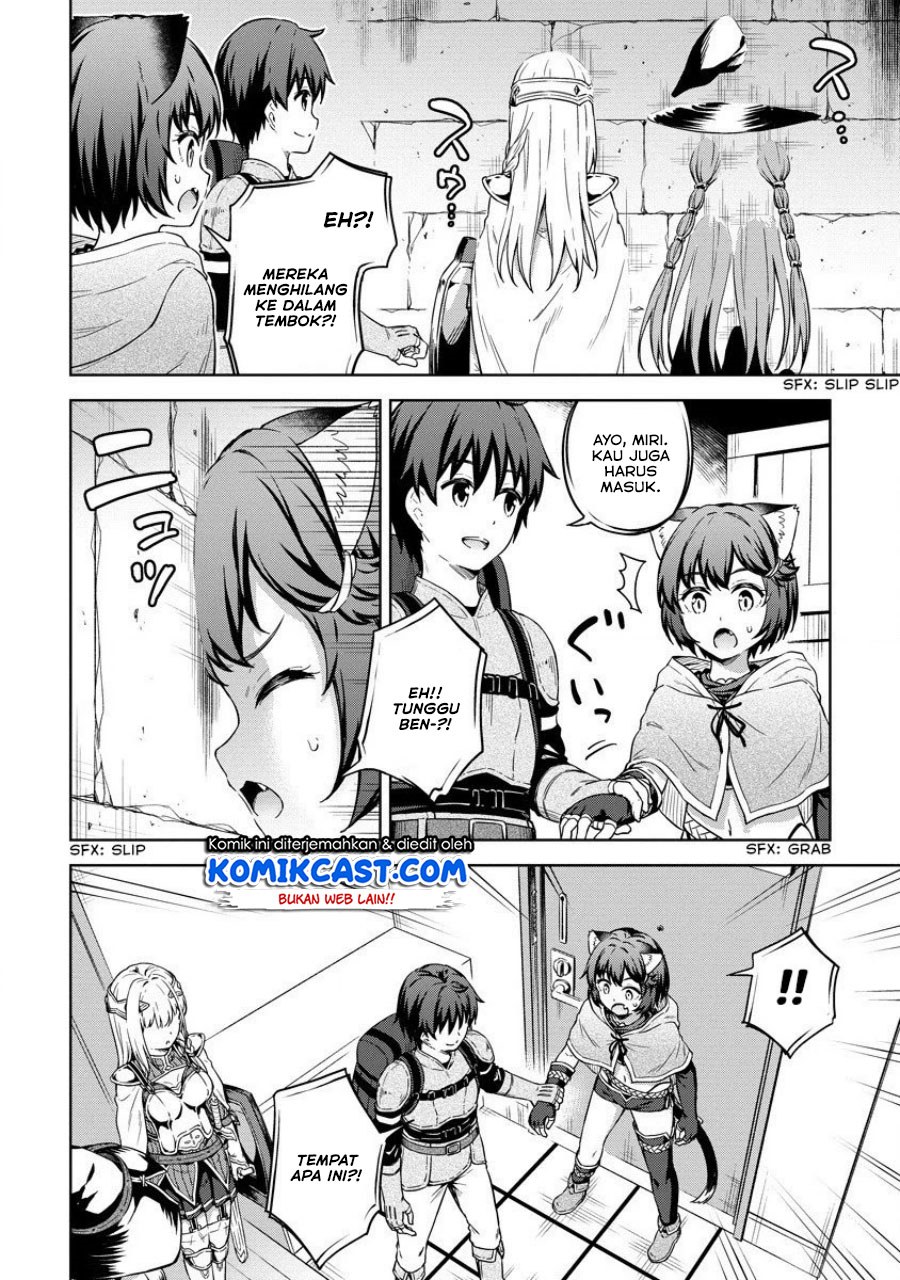 スゥ…
スゥ…
EH?!
MEREKA
MENGHILANG
KE DALAM
TEMBOK?!
SFX: SLIP SLIP
AYO, MIRI.
KAU JUGA
HARUS
MASUK.
ぐい
EH!!
TUNGGU
BEN-?!
SFX: GRAB
ニュッ
SFX: SLIP
Komik ini diterjemahkan & diedit oleh
KOMIKCAST.COM
BUKAN WEB LAIN!!
!!
TEMPAT
APA INI?!